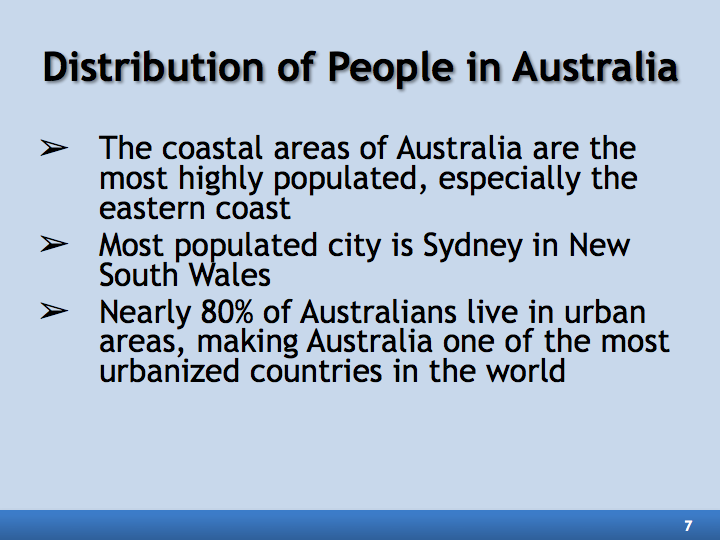 Distribution of People in Australia
➢ The coastal areas of Australia are the
most highly populated, especially the
eastern coast
➢ Most populated city is Sydney in New
South Wales
➢ Nearly 80% of Australians live in urban
areas, making Australia one of the most
urbanized countries in the world
7